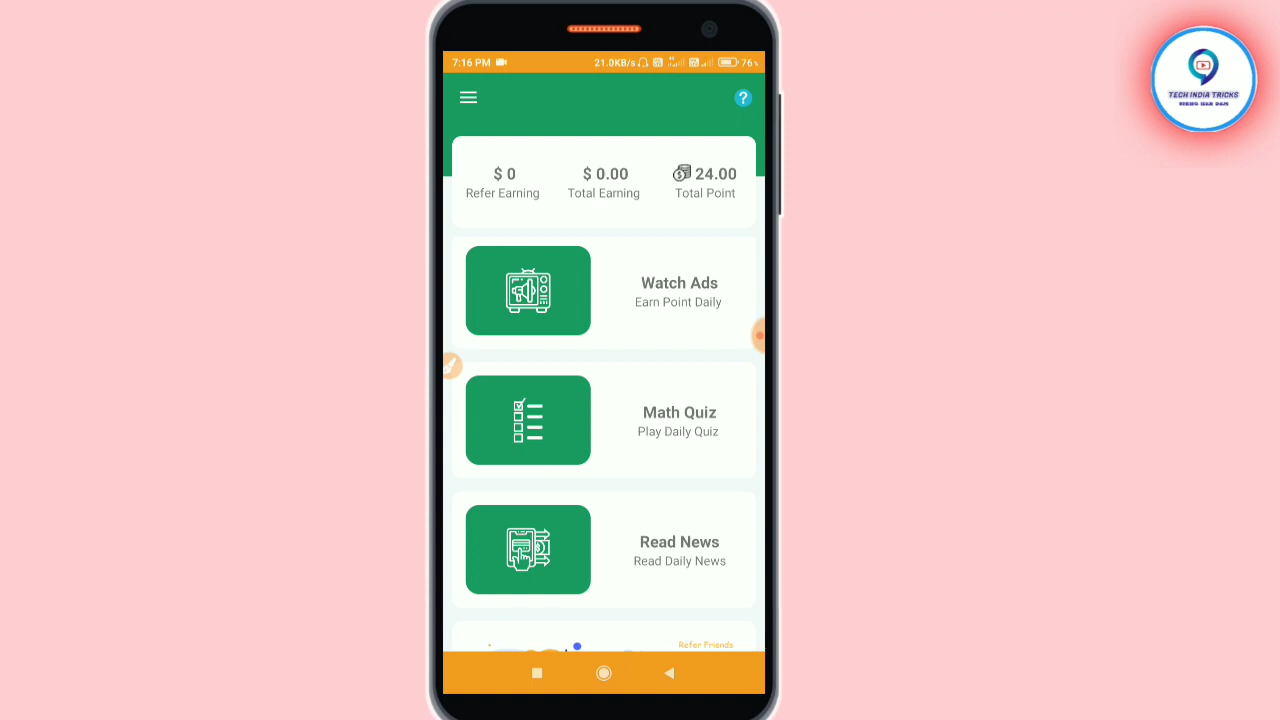 7:16 PM
21.0KB/s
76%
?
$ 0
Refer Earning
$ 0.00
Total Earning
24.00
Total Point
Watch Ads
Earn Point Daily
Math Quiz
Play Daily Quiz
Read News
Read Daily News
Refer Friends
TECH INDIA TRICKS